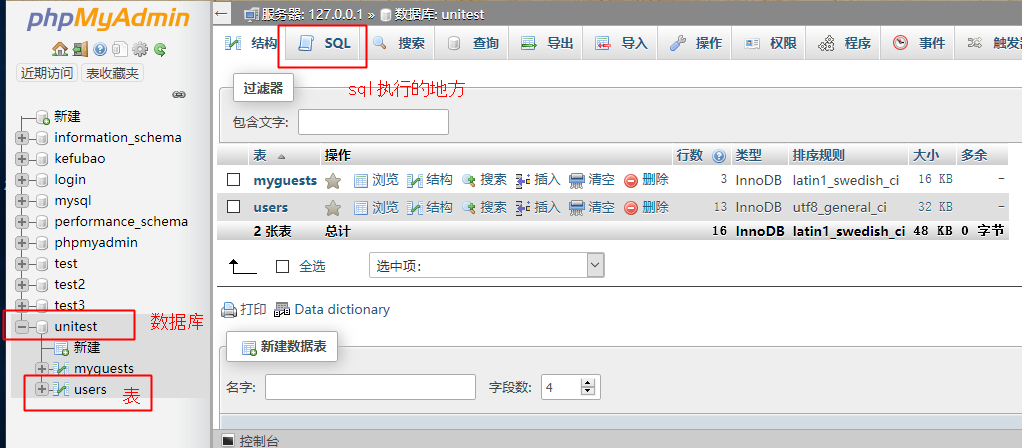 phpMyAdmin
近期访问 表收藏夹
新建
information_schema
kefubao
login
mysql
performance_schema
phpmyadmin
test
test2
test3
unitest
数据库
新建
myguests
users
表
服务器: 127.0.0.1 » 数据库: unitest
结构 SQL 搜索 查询 导出 导入 操作 权限 程序 事件 触发器
sql执行的地方
过滤器
包含文字:
表 操作 行数 类型 排序规则 大小 多余
myguests 浏览 结构 搜索 插入 清空 删除 3 InnoDB latin1_swedish_ci 16 KB -
users 浏览 结构 搜索 插入 清空 删除 13 InnoDB utf8_general_ci 32 KB -
2 张表 总计 16 InnoDB latin1_swedish_ci 48 KB 0 字节
全选 选中项:
打印 Data dictionary
新建数据表
名字: 字段数: 4
控制台